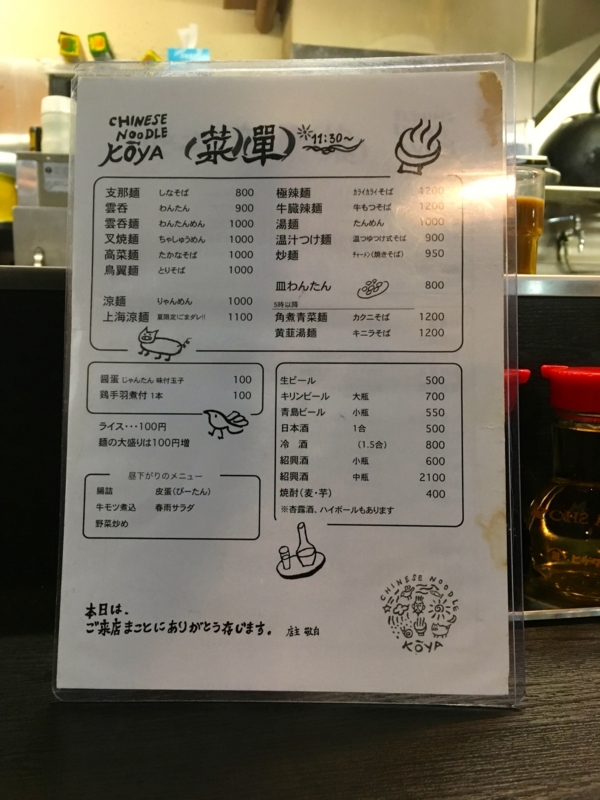 CHINESE
NOODLE
KŌYA
(菜)(單)
11:30~
支那麺 しなそば 800
雲呑 わんたん 900
雲呑麺 わんたんめん 1000
叉焼麺 ちゃしゅうめん 1000
高菜麺 たかなそば 1000
鳥翼麺 とりそば 1000
涼麺 りゃんめん 1000
上海涼麺 夏限定!ごまダレ!! 1100
極辣麺 カライカライそば 1200
牛臓辣麺 牛もつそば 1200
湯麺 たんめん 1000
温汁つけ麺 温つゆつけ式そば 900
炒麺 チャーメン(焼きそば) 950
皿わんたん 800
5時以降
角煮青菜麺 カクニそば 1200
黄韮湯麺 キニラそば 1200
醤蛋 じゃんたん 味付玉子 100
鶏手羽煮付 1本 100
ライス・・・100円
麺の大盛りは100円増
昼下がりのメニュー
腸詰 皮蛋(ぴーたん)
牛モツ煮込 春雨サラダ
野菜炒め
生ビール 500
キリンビール 大瓶 700
青島ビール 小瓶 550
日本酒 1合 500
冷 酒 (1.5合) 800
紹興酒 小瓶 600
紹興酒 中瓶 2100
焼酎(麦・芋) 400
※杏露酒、ハイボールもあります
本日は、
ご来店まことにありがとう存じます。 店主 敬白
CHINESE NOODLE
KŌYA